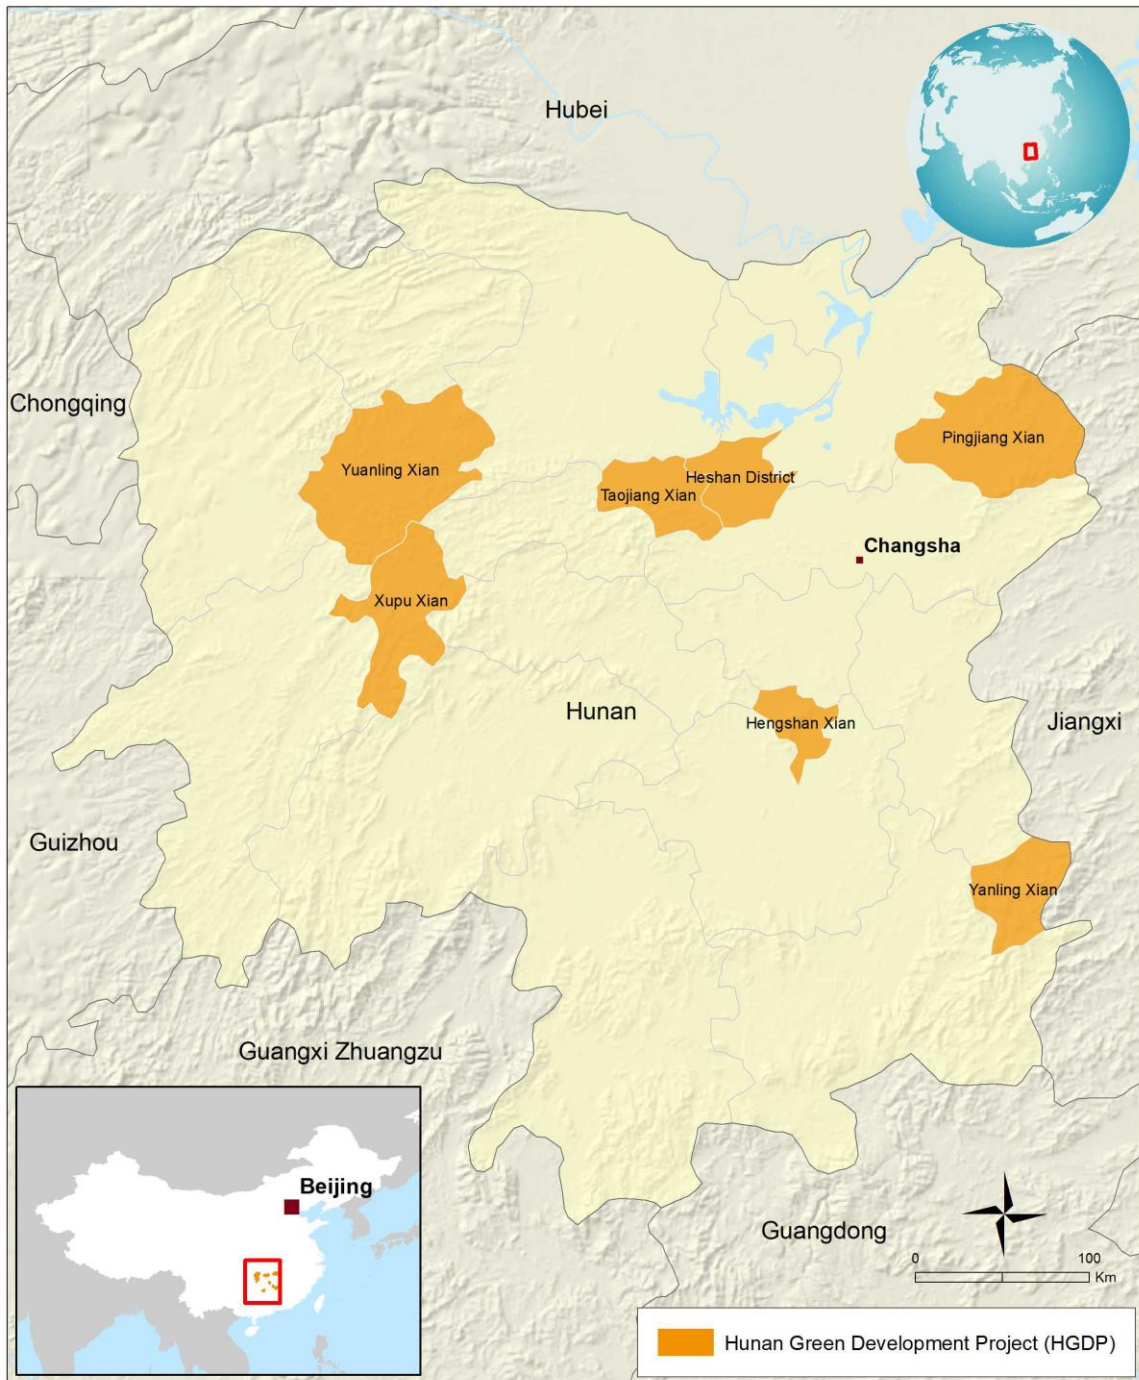 Hubei
Chongqing
Yuanling Xian
Pingjiang Xian
Heshan District
Taojiang Xian
Changsha
Xupu Xian
Hunan
Hengshan Xian
Jiangxi
Guizhou
Yanling Xian
Guangxi Zhuangzu
Beijing
Guangdong
0 100
Km
Hunan Green Development Project (HGDP)